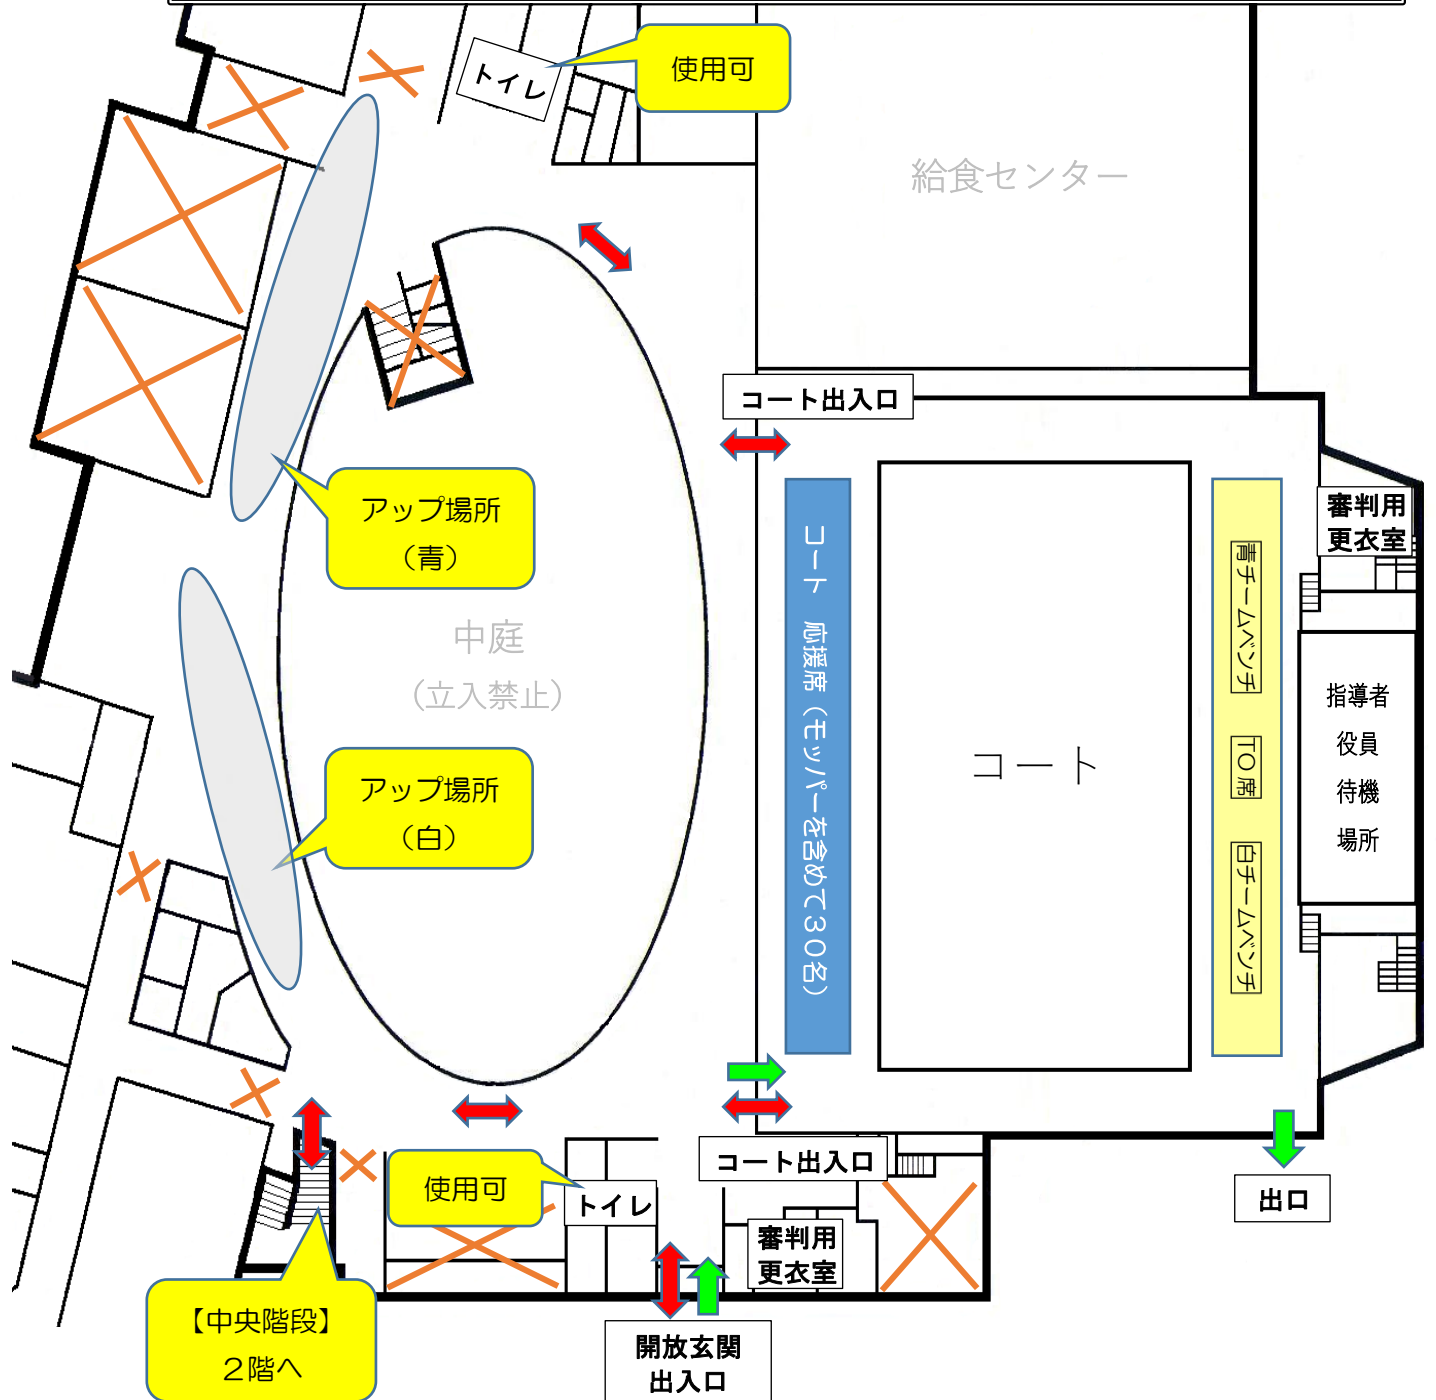 トイレ
使用可
給食センター
コート出入口
アップ場所
（青）
中庭
（立入禁止）
アップ場所
（白）
コート　応援席（モッパーを含めて３０名）
コート
青チームベンチ
TO席
白チームベンチ
審判用
更衣室
指導者
役員
待機
場所
コート出入口
使用可
トイレ
審判用
更衣室
出口
【中央階段】
２階へ
開放玄関
出入口